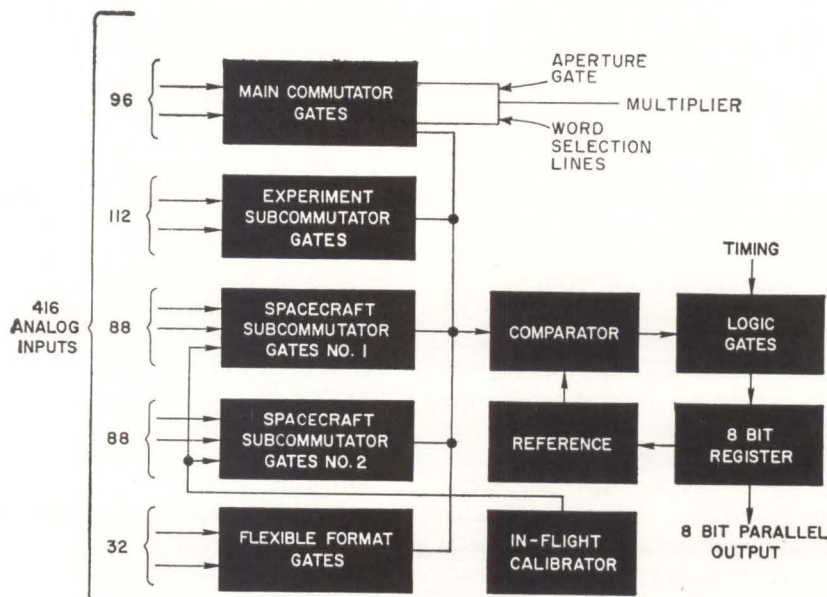 96
MAIN COMMUTATOR
GATES
APERTURE
GATE
MULTIPLIER
WORD
SELECTION
LINES
112
EXPERIMENT
SUBCOMMUTATOR
GATES
416
ANALOG
INPUTS
88
SPACECRAFT
SUBCOMMUTATOR
GATES NO. 1
COMPARATOR
TIMING
LOGIC
GATES
88
SPACECRAFT
SUBCOMMUTATOR
GATES NO. 2
REFERENCE
8 BIT
REGISTER
32
FLEXIBLE FORMAT
GATES
IN-FLIGHT
CALIBRATOR
8 BIT PARALLEL
OUTPUT